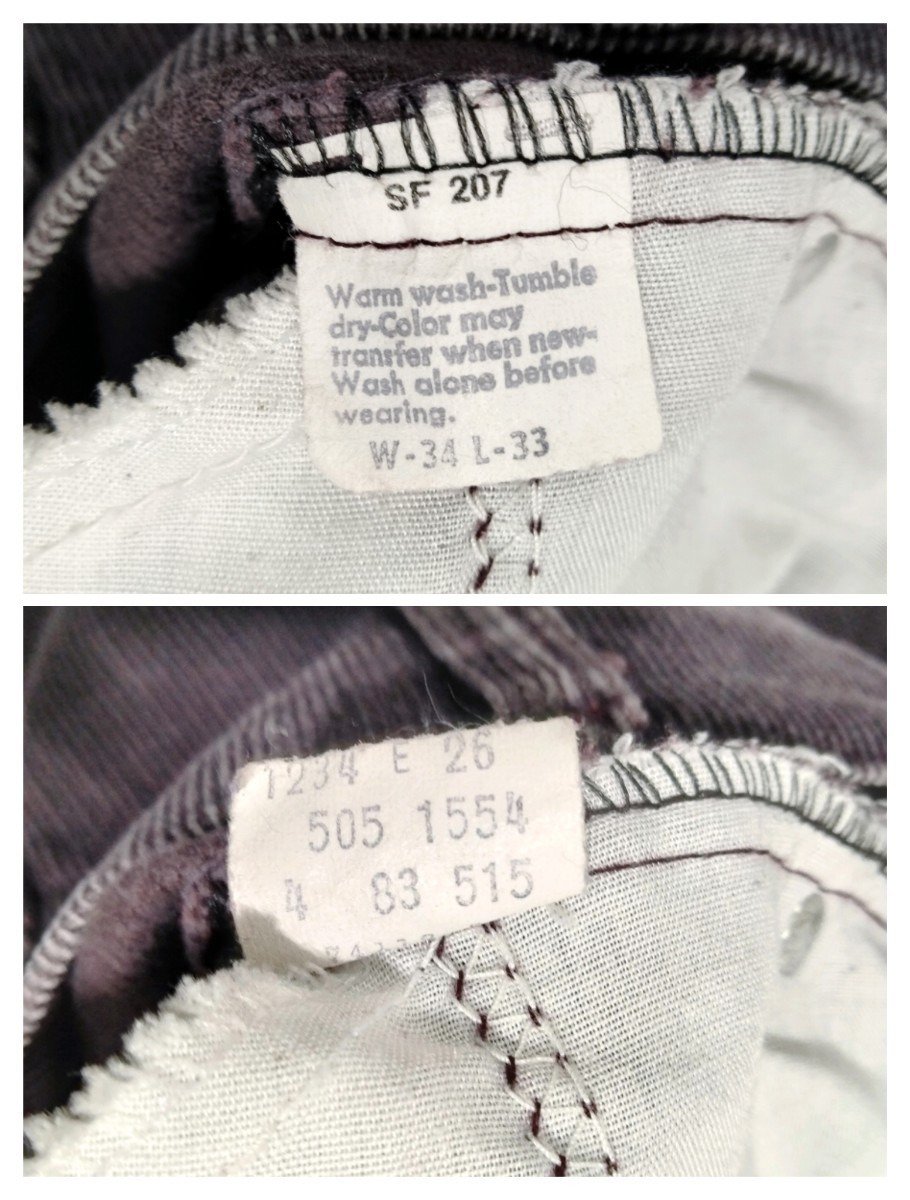 SF 207
Warm wash-Tumble
dry-Color may
transfer when new-
Wash alone before
wearing.
W-34 L-33
1234 E 26
505 1554
4 83 515